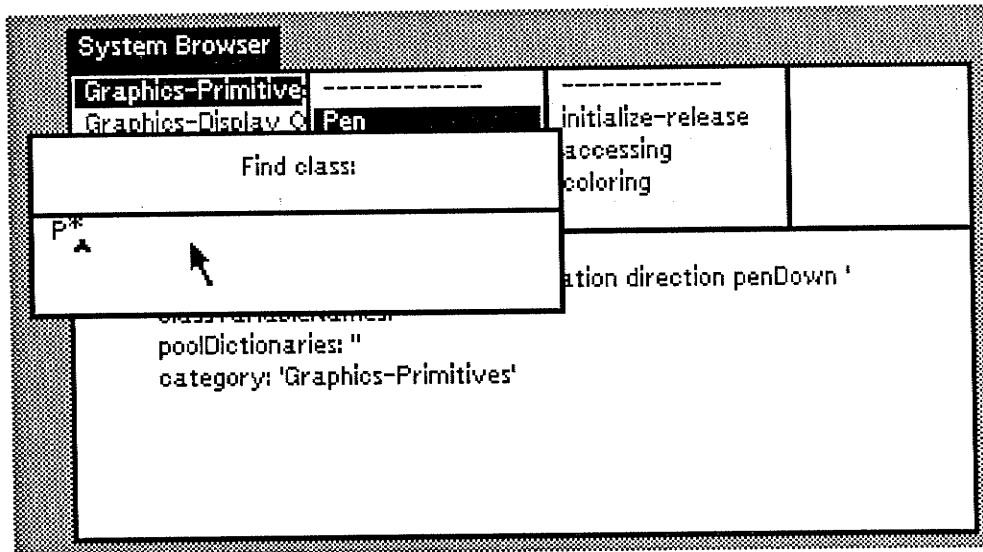 System Browser
Graphics-Primitive
Graphics-Display O
-------------
Pen
-------------
initialize-release
accessing
coloring
Find class:
P*
ation direction penDown '
classVariableNames:
poolDictionaries: ''
category: 'Graphics-Primitives'